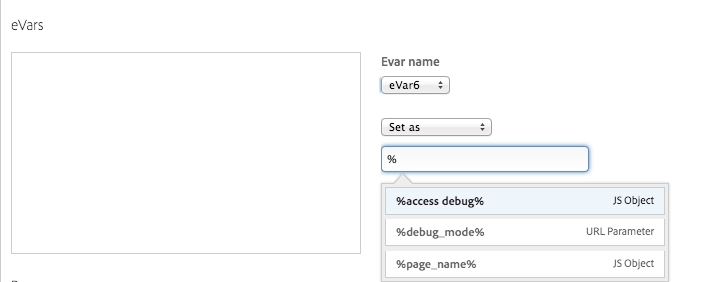 eVars
Evar name
eVar6
Set as
%
%access debug% JS Object
%debug_mode% URL Parameter
%page_name% JS Object